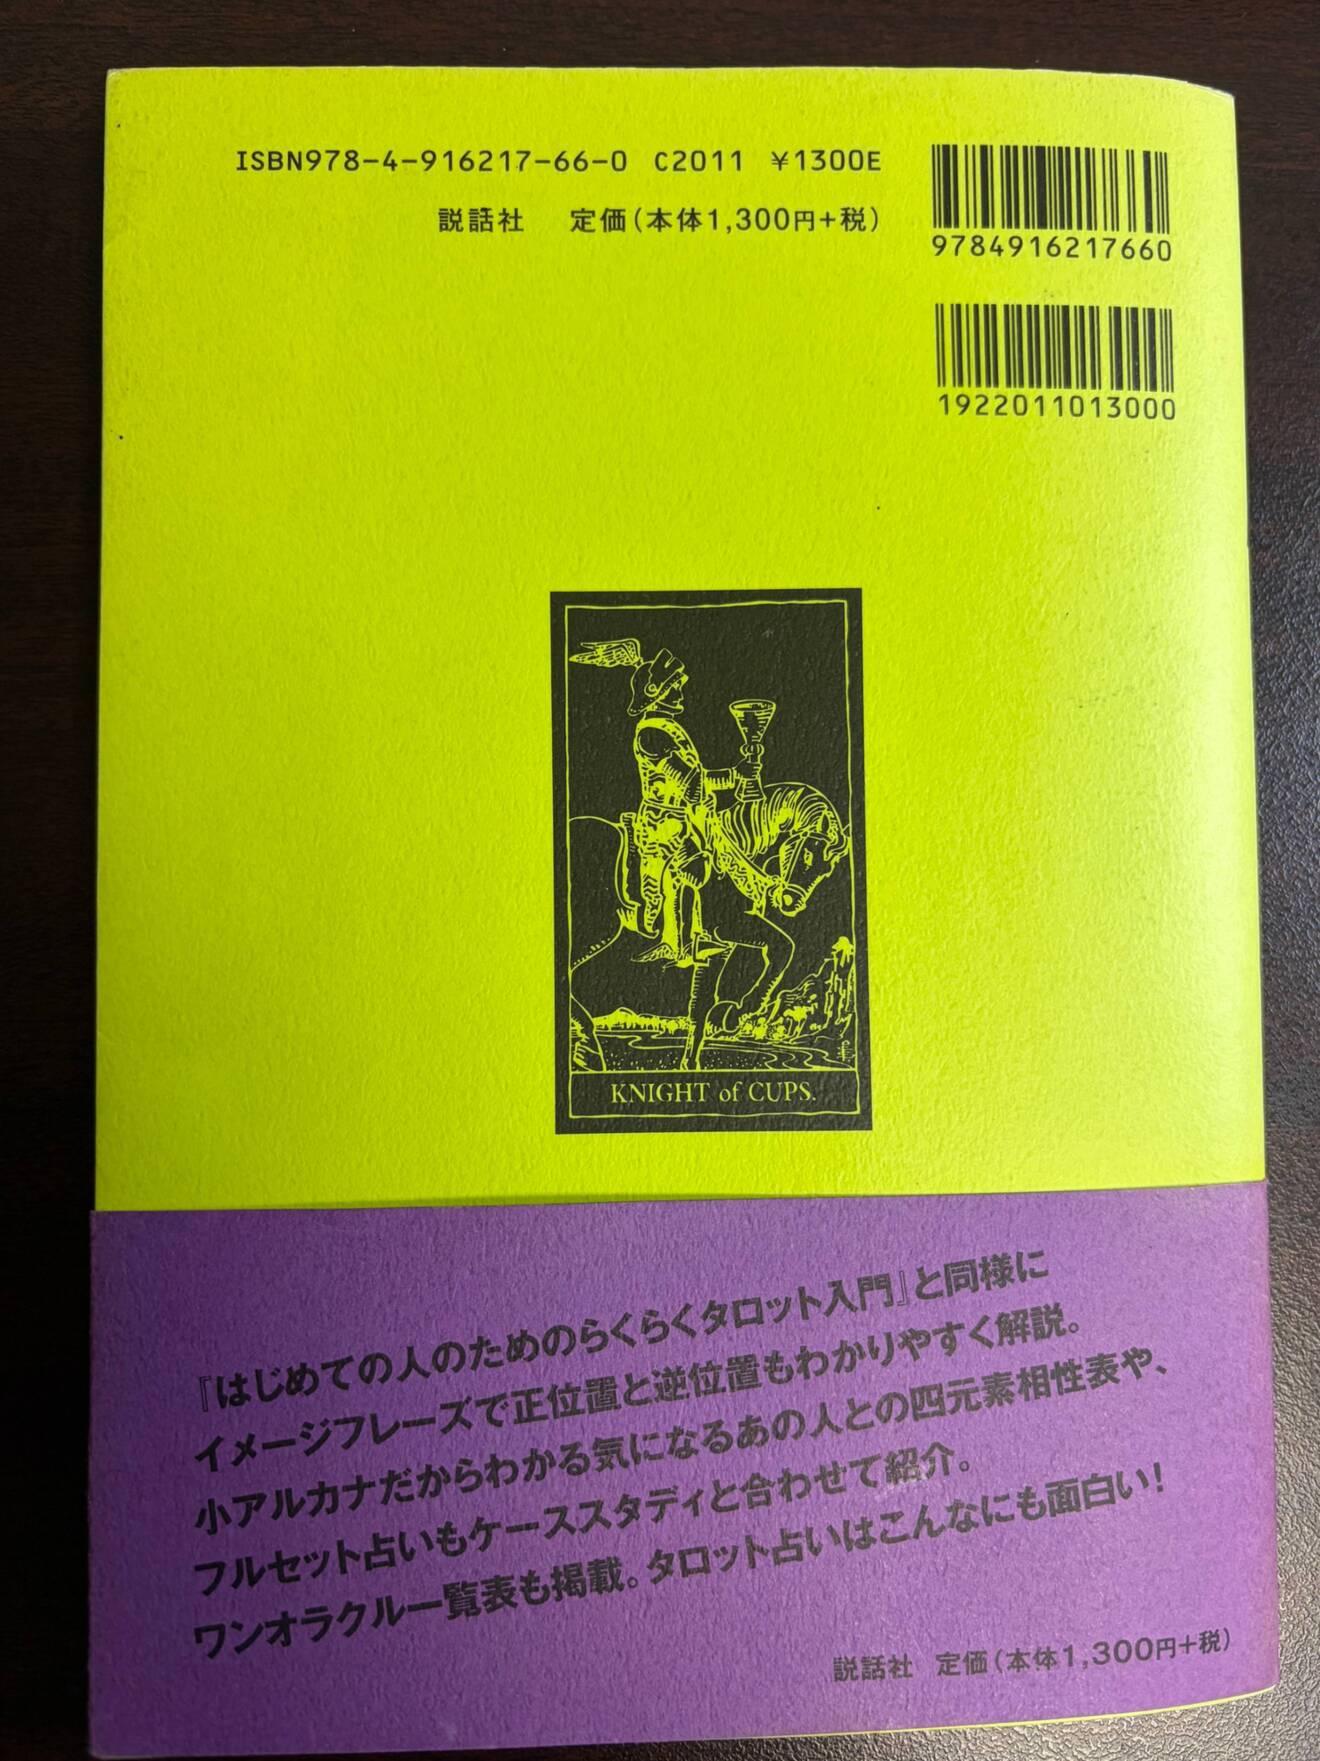 ISBN978-4-916217-66-0 C2011 ¥1300E
説話社 定価(本体1,300円+税)
9784916217660
1922011013000
KNIGHT of CUPS.
『はじめての人のためのらくらくタロット入門』と同様に
イメージフレーズで正位置と逆位置もわかりやすく解説。
小アルカナだからわかる気になるあの人との四元素相性表や、
フルセット占いもケーススタディと合わせて紹介。
ワンオラクル一覧表も掲載。タロット占いはこんなにも面白い!
説話社 定価(本体1,300円+税)